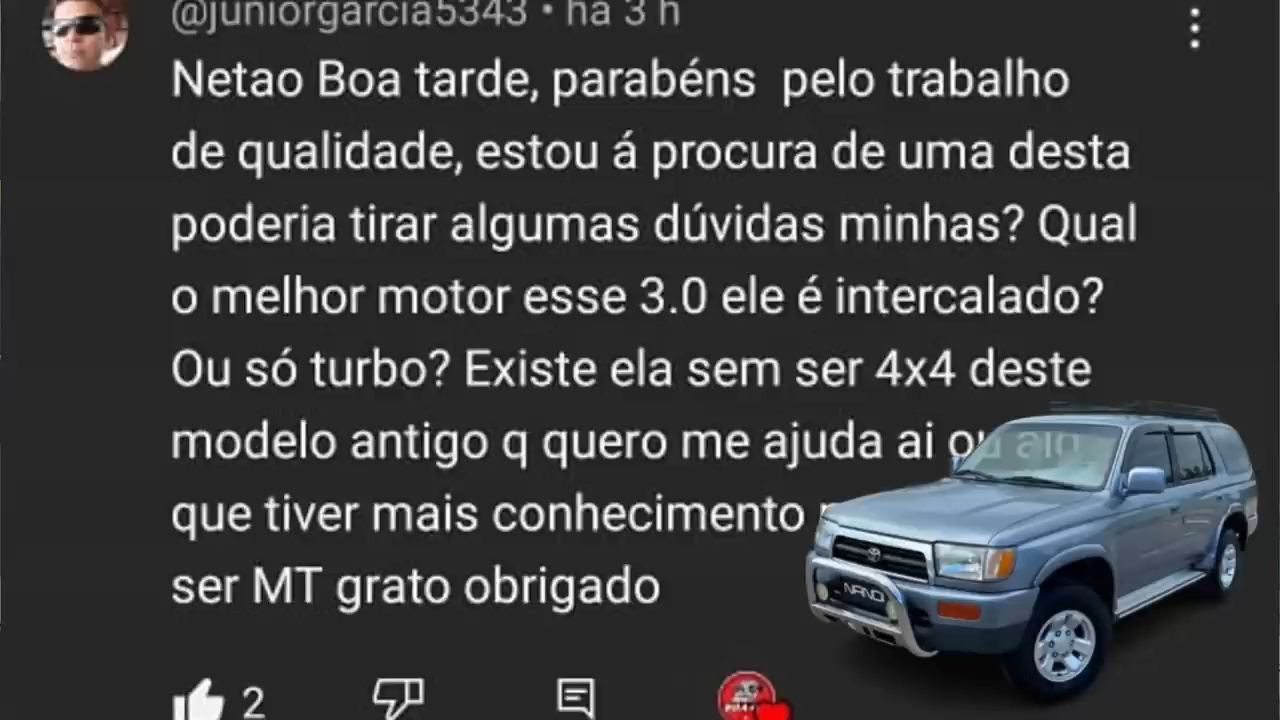 @juniorgarcia5343 • há 3 h
Netao Boa tarde, parabéns pelo trabalho
de qualidade, estou á procura de uma desta
poderia tirar algumas dúvidas minhas? Qual
o melhor motor esse 3.0 ele é intercalado?
Ou só turbo? Existe ela sem ser 4x4 deste
modelo antigo q quero me ajuda ai ou
que tiver mais conhecimento
ser MT grato obrigado
NANO
2